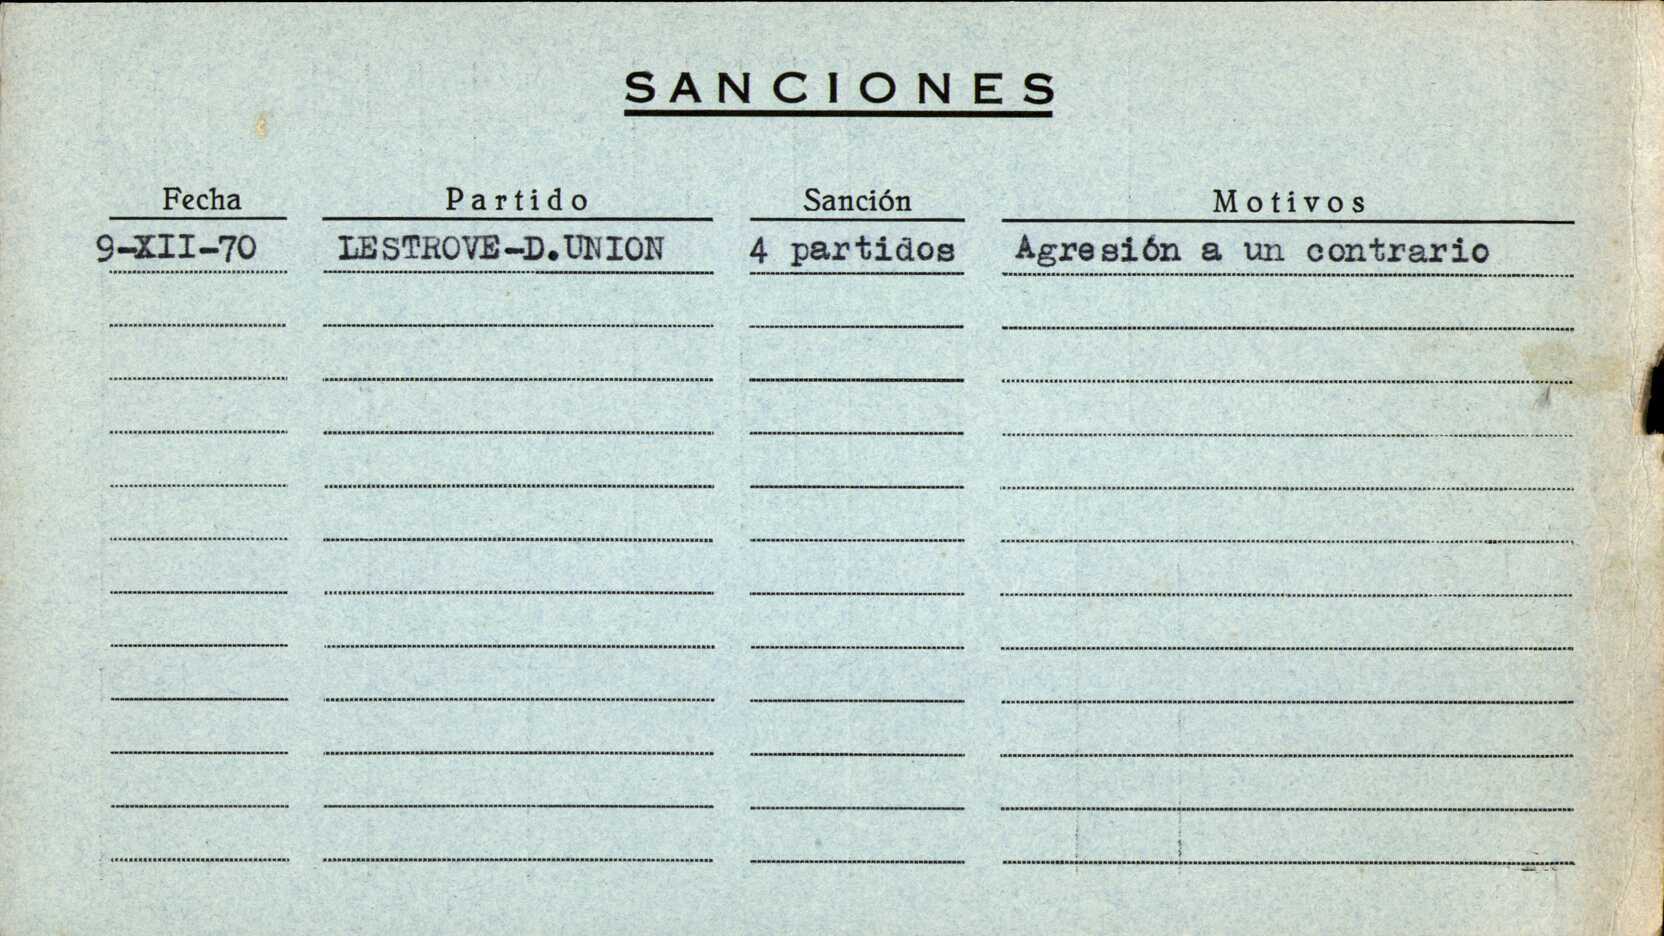 SANCIONES
Fecha Partido Sanción Motivos
9-XII-70 LESTROVE-D.UNION 4 partidos Agresión a un contrario